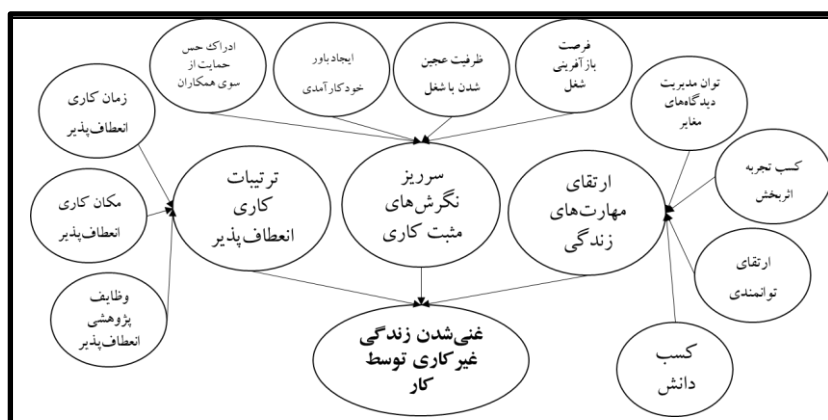 فرصت
بازآفرینی
شغل
ظرفیت عجین
شدن با شغل
ایجاد باور
خودکارآمدی
ادراک حس
حمایت از
سوی همکاران
توان مدیریت
دیدگاه‌های
مغایر
کسب تجربه
اثربخش
ارتقای
توانمندی
کسب
دانش
زمان کاری
انعطاف‌پذیر
مکان کاری
انعطاف‌پذیر
وظایف
پژوهشی
انعطاف‌پذیر
ارتقای
مهارت‌های
زندگی
سرریز
نگرش‌های
مثبت کاری
ترتیبات
کاری
انعطاف‌پذیر
غنی‌شدن زندگی
غیرکاری توسط
کار